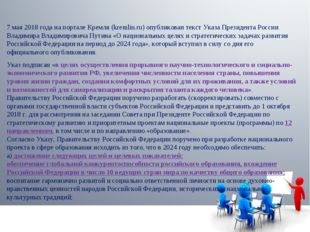 7 мая 2018 года на портале Кремля (kremlin.ru) опубликован текст Указа Президента России
Владимира Владимировича Путина «О национальных целях и стратегических задачах развития
Российской Федерации на период до 2024 года», который вступил в силу со дня его
официального опубликования
Указ подписан «в целях осуществления прорывного научно-технологического и социально-
экономического развития РФ, увеличения численности населения страны, повышения
уровня жизни граждан, создания комфортных условий для их проживания, а также условий
и возможностей для самореализации и раскрытия таланта каждого человека»
Правительству Российской Федерации поручено разработать (скорректировать) совместно с
органами государственной власти субъектов Российской Федерации и представить до 1 октября
2018 г. для рассмотрения на заседании Совета при Президенте Российской Федерации по
стратегическому развитию и приоритетным проектам национальные проекты (программы) по 12
направлениям, в том числе и по направлению «образование».
Согласно Указу, Правительству Российской Федерации поручено при разработке национального
проекта в сфере образования исходить из того, что в 2024 году необходимо обеспечить:
а) достижение следующих целей и целевых показателей:
обеспечение глобальной конкурентоспособности российского образования, вхождение
Российской Федерации в число 10 ведущих стран мира по качеству общего образования;
воспитание гармонично развитой и социально ответственной личности на основе духовно-
нравственных ценностей народов Российской Федерации, исторических и национально-
культурных традиций;